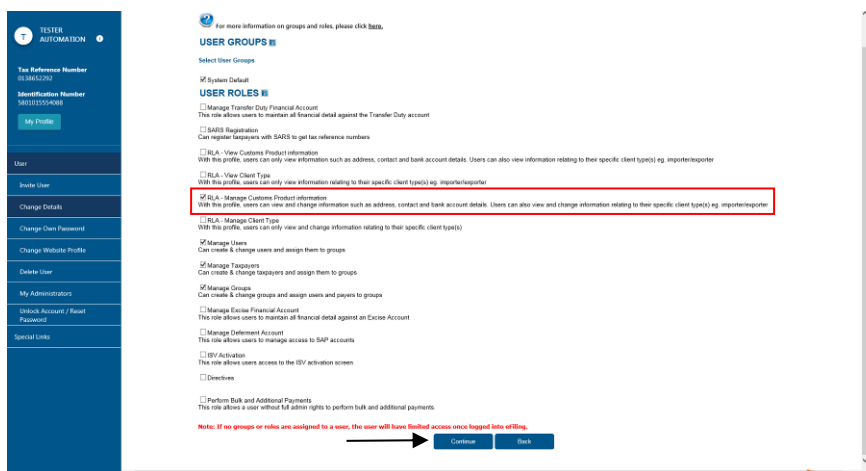 TESTER
AUTOMATION
T
Tax Reference Number
0138652292
Identification Number
5801015554088
My Profile
User
Invite User
Change Details
Change Own Password
Change Website Profile
Delete User
My Administrators
Unlock Account / Reset
Password
Special Links
For more information on groups and roles, please click here.
USER GROUPS
Select User Groups
System Default
USER ROLES
Manage Transfer Duty Financial Account
This role allows users to maintain all financial detail against the Transfer Duty account
SARS Registration
Can register taxpayers with SARS to get tax reference numbers
RLA - View Customs Product information
With this profile, users can only view information such as address, contact and bank account details. Users can also view information relating to their specific client type(s) eg. importer/exporter
RLA - View Client Type
With this profile, users can only view information relating to their specific client type(s) eg. importer/exporter
RLA - Manage Customs Product information
With this profile, users can view and change information such as address, contact and bank account details. Users can also view and change information relating to their specific client type(s) eg. importer/exporter
RLA - Manage Client Type
With this profile, users can only view and change information relating to their specific client type(s)
Manage Users
Can create & change users and assign them to groups
Manage Taxpayers
Can create & change taxpayers and assign them to groups
Manage Groups
Can create & change groups and assign users and payers to groups
Manage Excise Financial Account
This role allows users to maintain all financial detail against an Excise Account
Manage Deferment Account
This role allows users to manage access to SAP accounts
ISV Activation
This role allows users access to the ISV activation screen
Directives
Perform Bulk and Additional Payments
This role allows a user without full admin rights to perform bulk and additional payments.
Note: If no groups or roles are assigned to a user, the user will have limited access once logged into eFiling.
Continue
Back